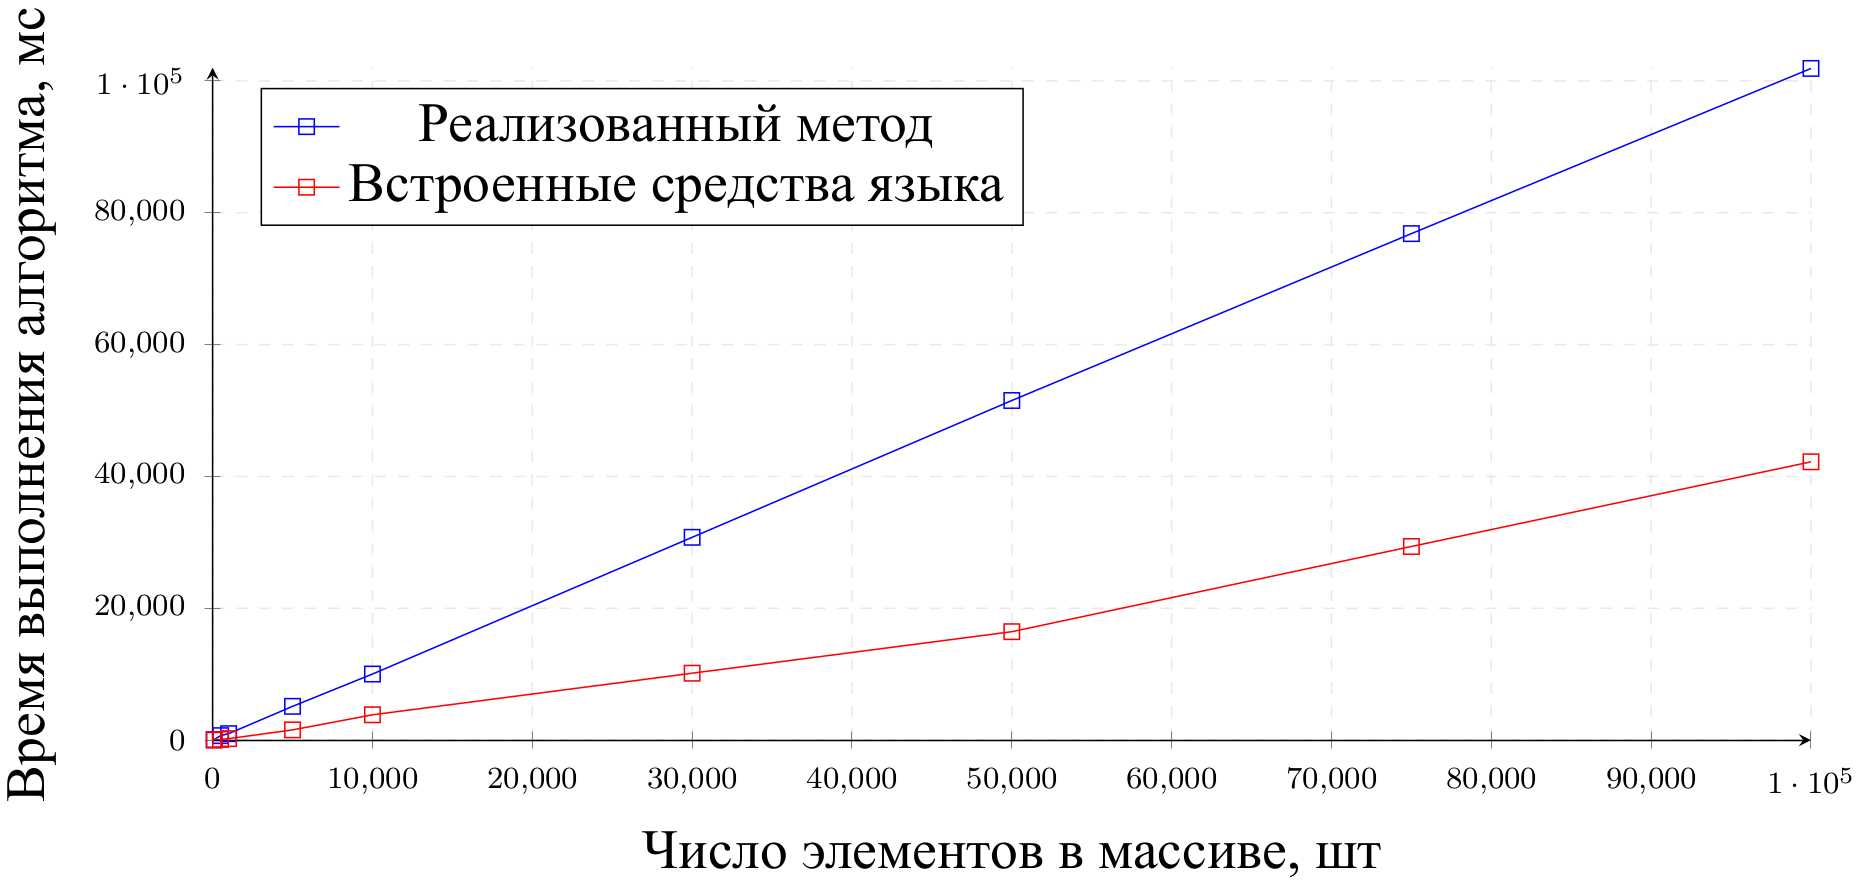 Время выполнения алгоритма, мс
1 · 10⁵
80,000
60,000
40,000
20,000
0
Реализованный метод
Встроенные средства языка
0 10,000 20,000 30,000 40,000 50,000 60,000 70,000 80,000 90,000 1 · 10⁵
Число элементов в массиве, шт